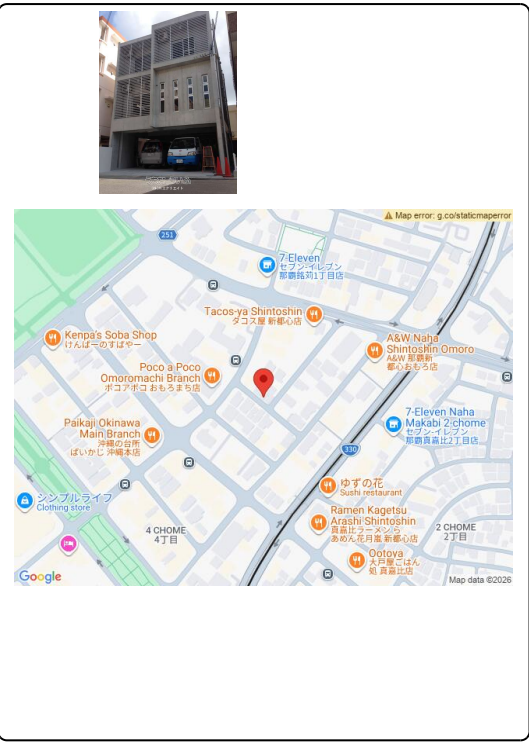 Map error: g.co/staticmaperror
251
7-Eleven
セブン-イレブン
那覇銘苅1丁目店
Tacos-ya Shintoshin
タコス屋 新都心店
Kenpa's Soba Shop
けんぱーのすばやー
A&W Naha
Shintoshin Omoro
A&W 那覇新
都心おもろ店
Poco a Poco
Omoromachi Branch
ポコアポコ おもろまち店
7-Eleven Naha
Makabi 2-chome
セブン-イレブン
那覇真嘉比2丁目店
Paikaji Okinawa
Main Branch
沖縄の台所
ぱいかじ 沖縄本店
330
シンプルライフ
Clothing store
ゆずの花
Sushi restaurant
Ramen Kagetsu
Arashi Shintoshin
真嘉比ラーメン ら
あめん花月嵐 新都心店
4 CHOME
4丁目
2 CHOME
2丁目
Ootoya
大戸屋ごはん
処 真嘉比店
Google
Map data ©2026